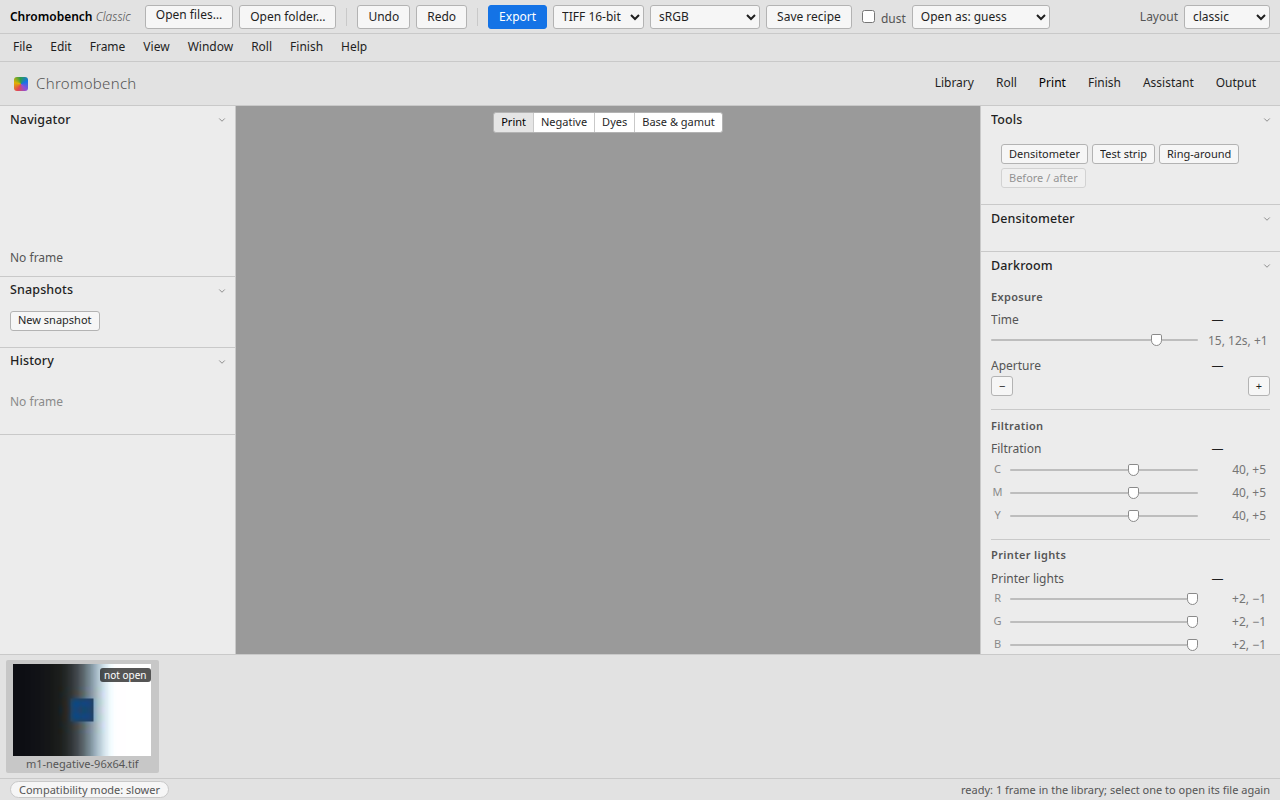 Chromobench Classic Open files... Open folder... Undo Redo Export TIFF 16-bit sRGB Save recipe dust Open as: guess Layout classic
File Edit Frame View Window Roll Finish Help
Chromobench Library Roll Print Finish Assistant Output
Navigator
No frame
Snapshots
New snapshot
History
No frame
Print Negative Dyes Base & gamut
Tools
Densitometer Test strip Ring-around
Before / after
Densitometer
Darkroom
Exposure
Time —
15, 12s, +1
Aperture —
− +
Filtration
Filtration —
C 40, +5
M 40, +5
Y 40, +5
Printer lights
Printer lights —
R +2, −1
G +2, −1
B +2, −1
not open
m1-negative-96x64.tif
Compatibility mode: slower ready: 1 frame in the library; select one to open its file again